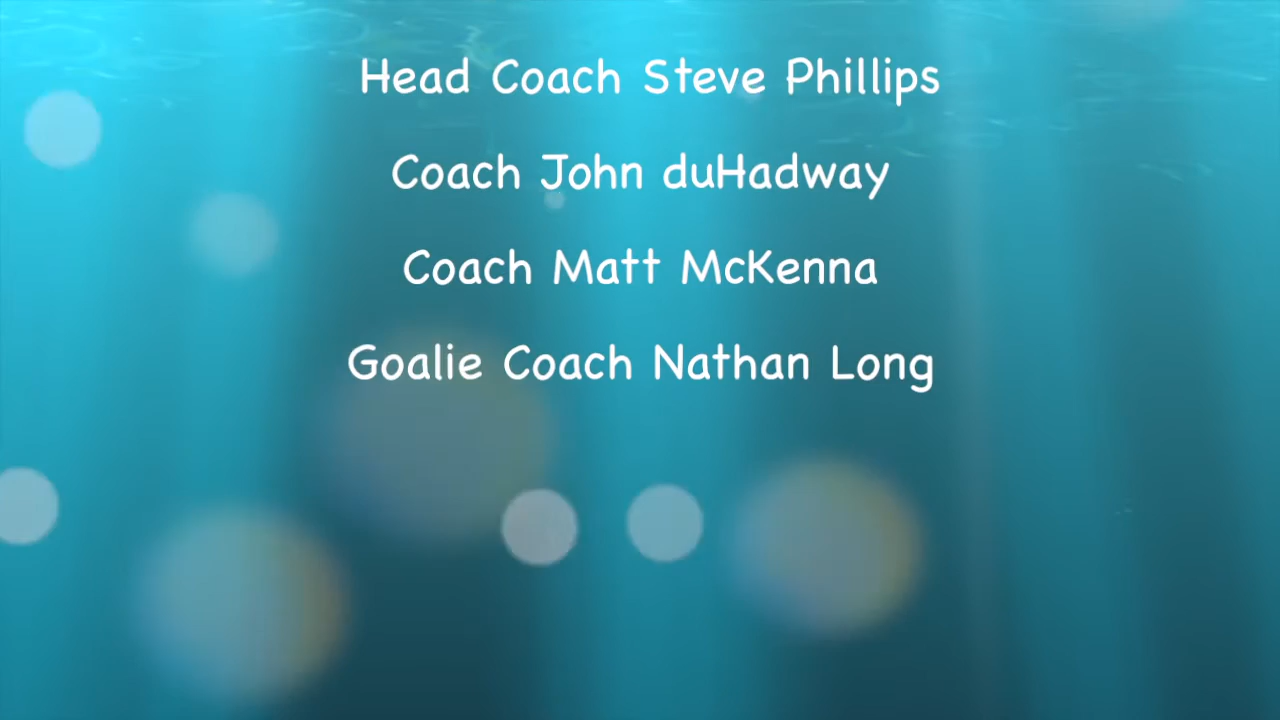 Head Coach Steve Phillips
Coach John duHadway
Coach Matt McKenna
Goalie Coach Nathan Long